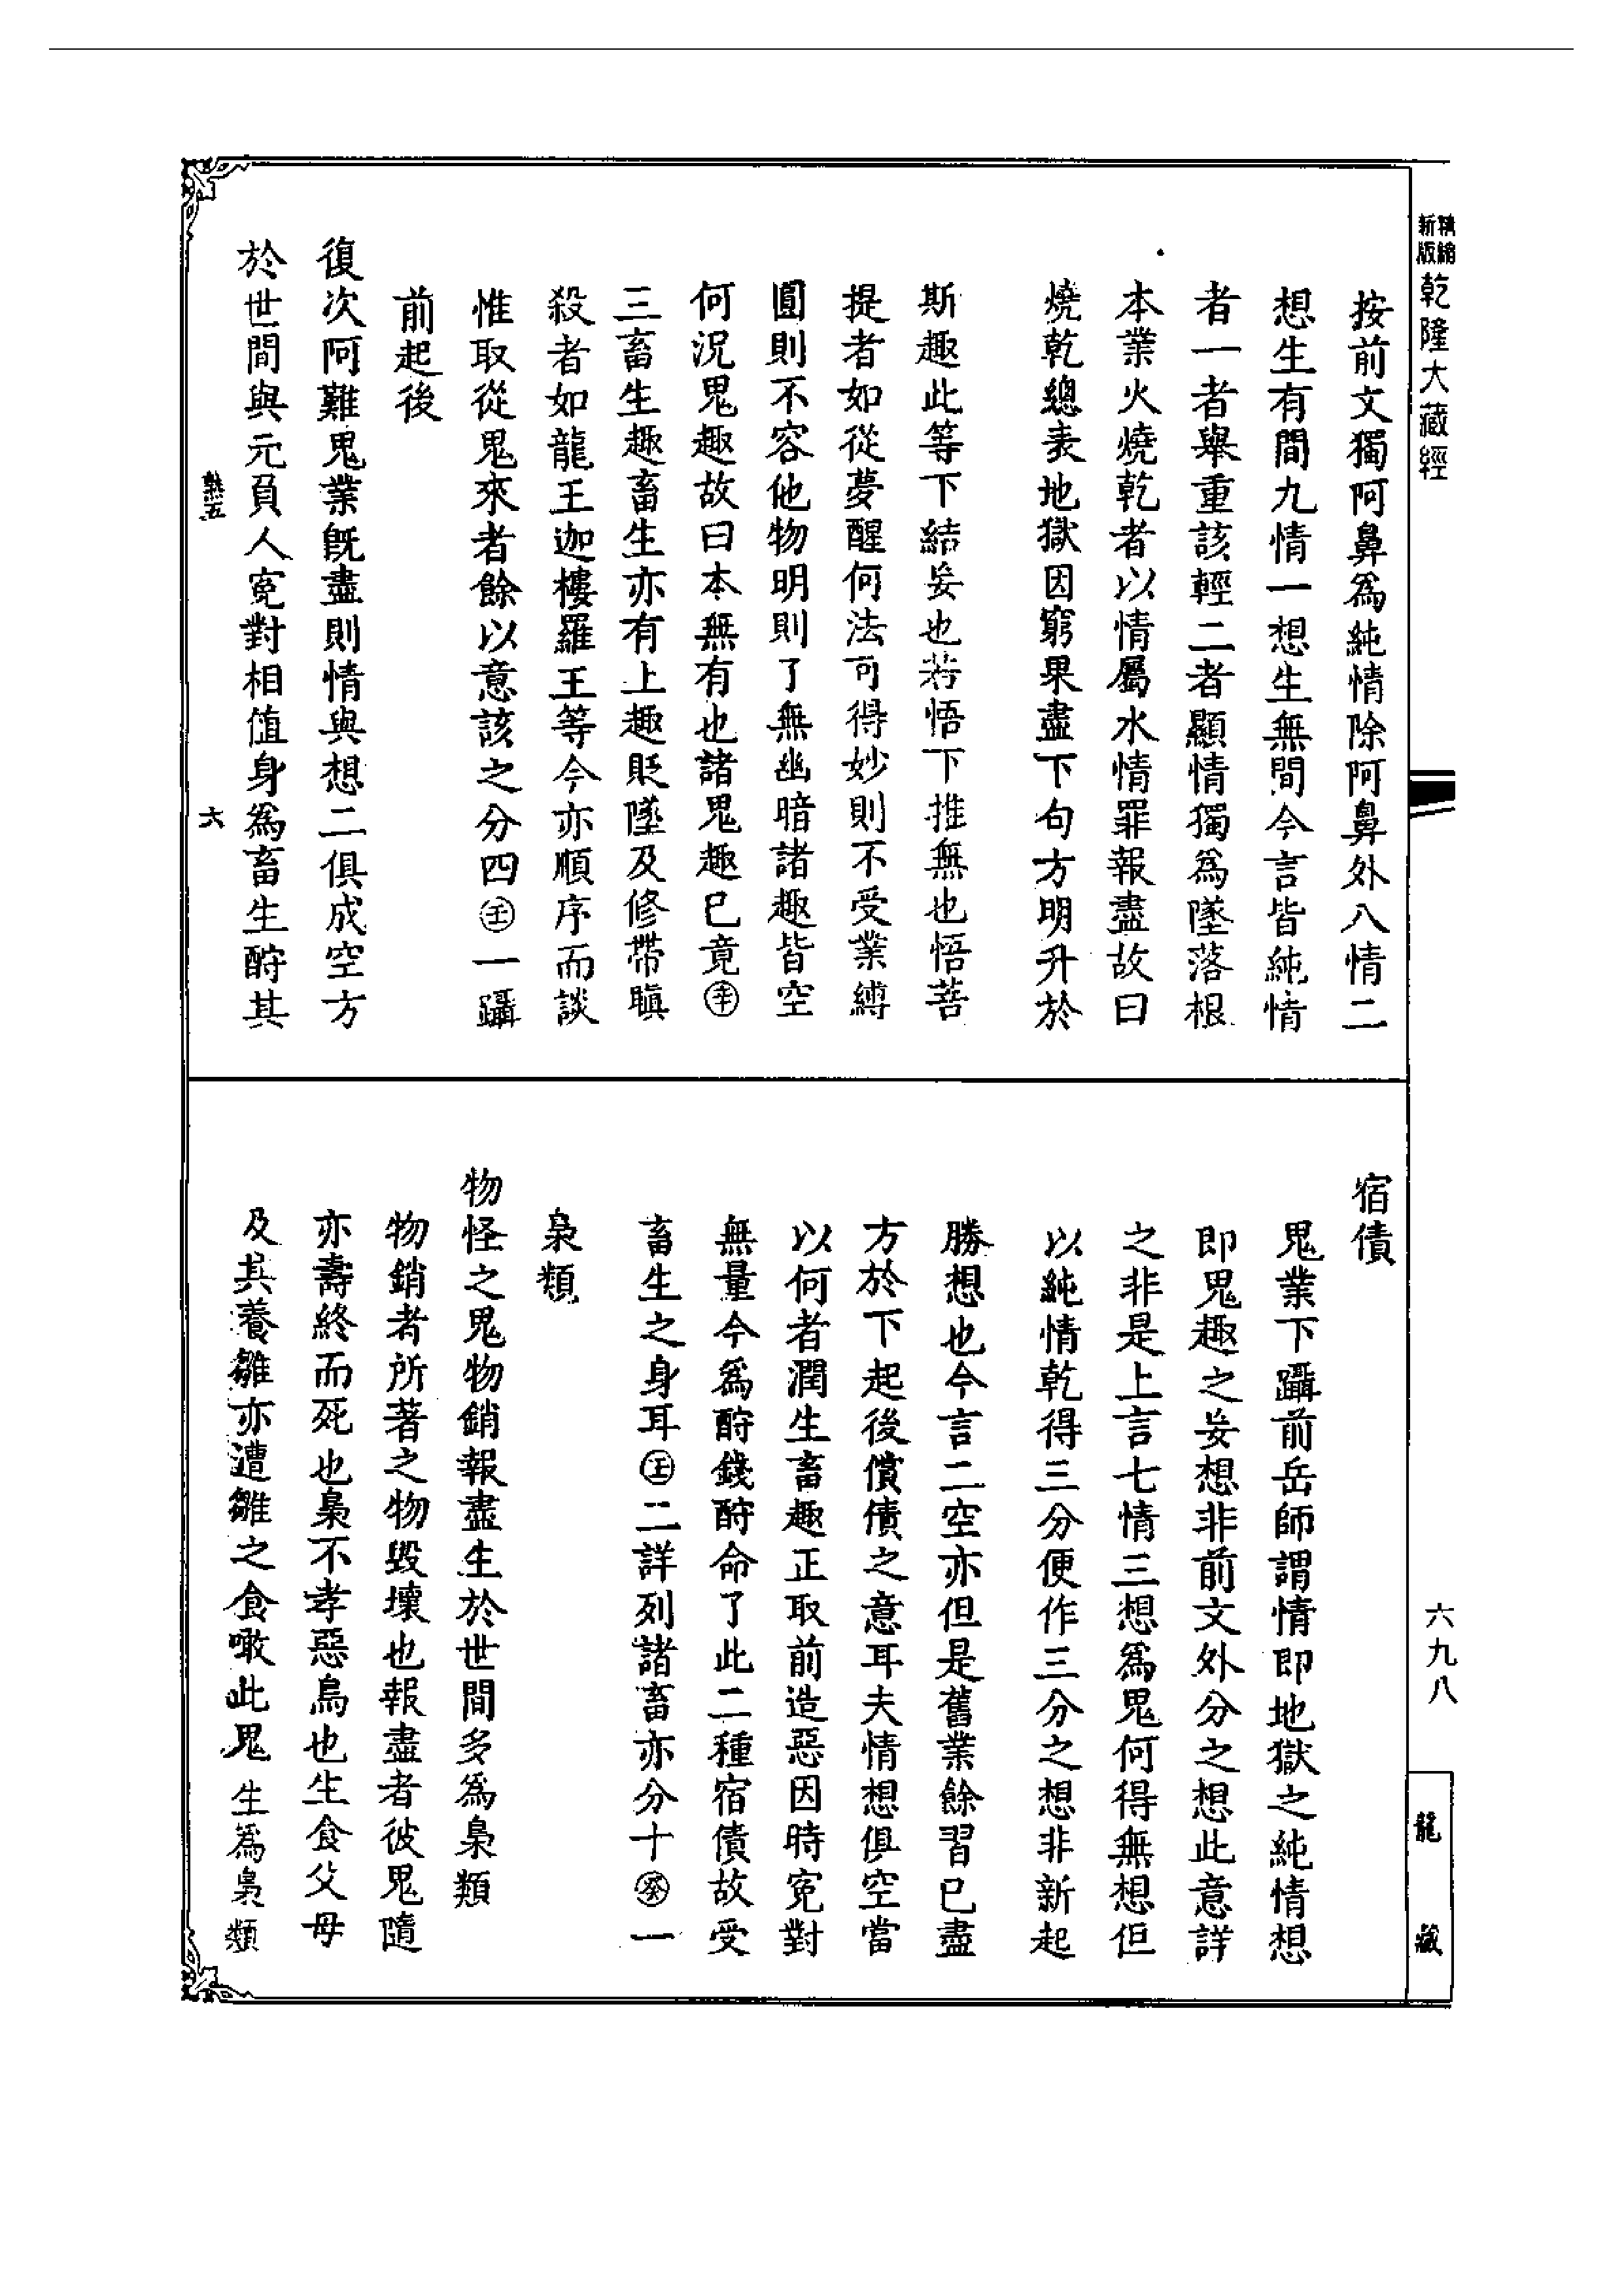 精縮新版乾隆大藏經
按前文獨阿鼻為純情除阿鼻外八情二
想生有間九情一想生無間今言皆純情
者一者舉重該輕二者顯情獨為墜落根
本業火燒乾者以情屬水情罪報盡故曰
燒乾總表地獄因窮果盡下句方明升於
斯趣此等下結妄也若悟下推無也悟菩
提者如從夢醒何法可得妙則不受業縛
圓則不容他物明則了無幽暗諸趣皆空
何況鬼趣故曰本無有也諸鬼趣已竟㊛辛
三畜生趣畜生亦有上趣貶墜及修帶瞋
殺者如龍王迦樓羅王等今亦順序而談
惟取從鬼來者餘以意該之分四壬一躡
前起後
復次阿難鬼業既盡則情與想二俱成空方
於世間與元負人寃對相值身為畜生酧其
熟五
六
宿債
鬼業下躡前岳師謂情即地獄之純情想
即鬼趣之妄想非前文外分之想此意詳
之非是上言七情三想為鬼何得無想但
以純情乾得三分便作三分之想非新起
勝想也今言二空亦但是舊業餘習已盡
方於下起後償債之意耳夫情想俱空當
以何者潤生畜趣正取前造惡因時寃對
無量今為酧錢酧命了此二種宿債故受
畜生之身耳壬二詳列諸畜亦分十癸一
梟類
物怪之鬼物銷報盡生於世間多為梟類
物銷者所著之物毀壞也報盡者彼鬼隨
亦壽終而死也梟不孝惡鳥也生食父母
及其養雛亦遭雛之食噉此鬼生為梟類
六九八
龍藏